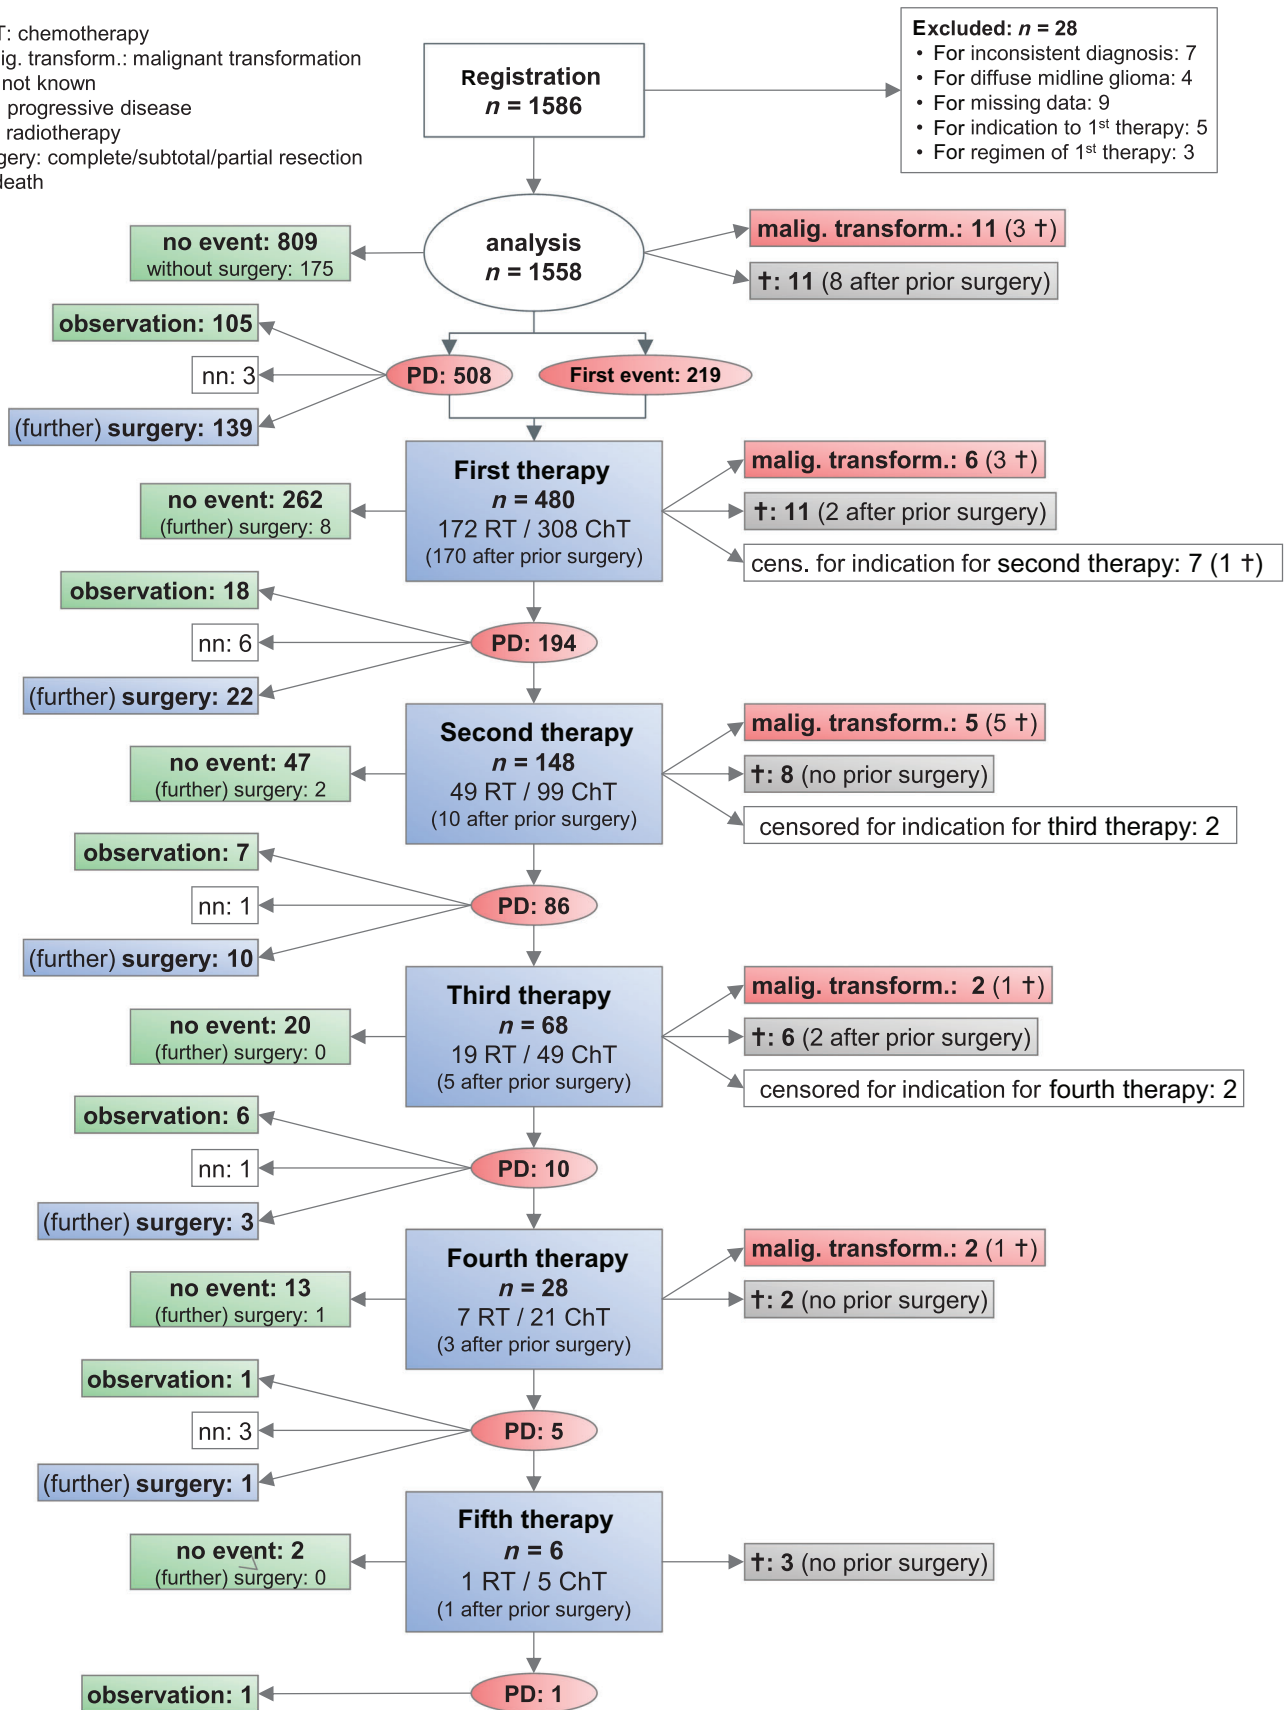 T: chemotherapy
ig. transform.: malignant transformation
not known
progressive disease
radiotherapy
gery: complete/subtotal/partial resection
death
Registration
n = 1586
Excluded: n = 28
• For inconsistent diagnosis: 7
• For diffuse midline glioma: 4
• For missing data: 9
• For indication to 1st therapy: 5
• For regimen of 1st therapy: 3
analysis
n = 1558
no event: 809
without surgery: 175
malig. transform.: 11 (3 ✝)
✝: 11 (8 after prior surgery)
observation: 105
nn: 3
(further) surgery: 139
PD: 508
First event: 219
First therapy
n = 480
172 RT / 308 ChT
(170 after prior surgery)
no event: 262
(further) surgery: 8
malig. transform.: 6 (3 ✝)
✝: 11 (2 after prior surgery)
cens. for indication for second therapy: 7 (1 ✝)
observation: 18
nn: 6
(further) surgery: 22
PD: 194
Second therapy
n = 148
49 RT / 99 ChT
(10 after prior surgery)
no event: 47
(further) surgery: 2
malig. transform.: 5 (5 ✝)
✝: 8 (no prior surgery)
censored for indication for third therapy: 2
observation: 7
nn: 1
(further) surgery: 10
PD: 86
Third therapy
n = 68
19 RT / 49 ChT
(5 after prior surgery)
no event: 20
(further) surgery: 0
malig. transform.: 2 (1 ✝)
✝: 6 (2 after prior surgery)
censored for indication for fourth therapy: 2
observation: 6
nn: 1
(further) surgery: 3
PD: 10
Fourth therapy
n = 28
7 RT / 21 ChT
(3 after prior surgery)
no event: 13
(further) surgery: 1
malig. transform.: 2 (1 ✝)
✝: 2 (no prior surgery)
observation: 1
nn: 3
(further) surgery: 1
PD: 5
Fifth therapy
n = 6
1 RT / 5 ChT
(1 after prior surgery)
no event: 2
(further) surgery: 0
✝: 3 (no prior surgery)
observation: 1
PD: 1